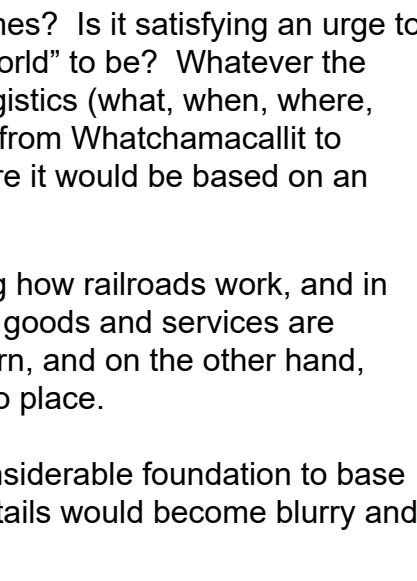 nes?  Is it satisfying an urge to
orld” to be?  Whatever the
gistics (what, when, where,
from Whatchamacallit to
re it would be based on an
g how railroads work, and in
goods and services are
rn, and on the other hand,
o place.
nsiderable foundation to base
tails would become blurry and